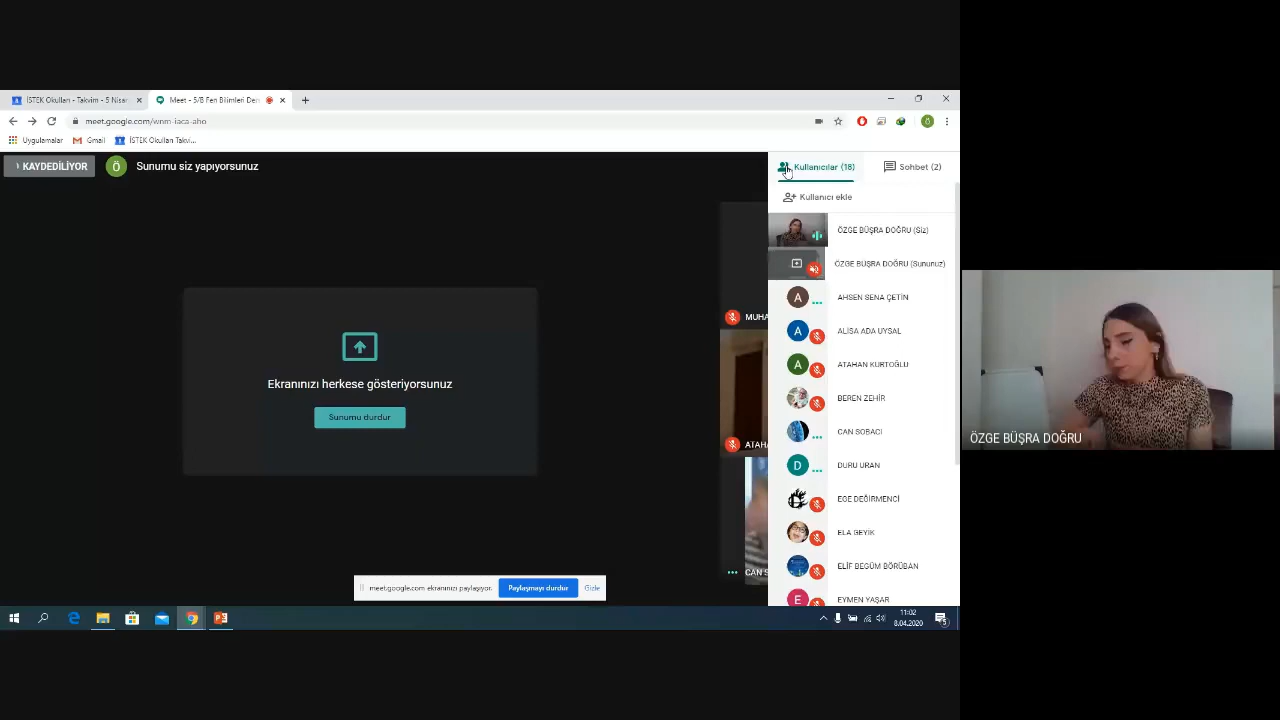 İSTEK Okulları - Takvim - 5 Nisan
Meet - 5/B Fen Bilimleri Den
meet.google.com/wnm-iaca-aho
Uygulamalar
Gmail
İSTEK Okulları Takvi...
KAYDEDİLİYOR
Ö
Sunumu siz yapıyorsunuz
Kullanıcılar (18)
Sohbet (2)
Kullanıcı ekle
ÖZGE BÜŞRA DOĞRU (Siz)
ÖZGE BÜŞRA DOĞRU (Sununuz)
A
AHSEN SENA ÇETİN
A
ALİSA ADA UYSAL
A
ATAHAN KURTOĞLU
BEREN ZEHİR
CAN SOBACI
D
DURU URAN
EGE DEĞİRMENCİ
ELA GEYİK
ELİF BEGÜM BÖRÜBAN
E
EYMEN YAŞAR
MUHA
ATAHA
CAN S
Ekranınızı herkese gösteriyorsunuz
Sunumu durdur
meet.google.com ekranınızı paylaşıyor.
Paylaşmayı durdur
Gizle
11:02
8.04.2020
ÖZGE BÜŞRA DOĞRU